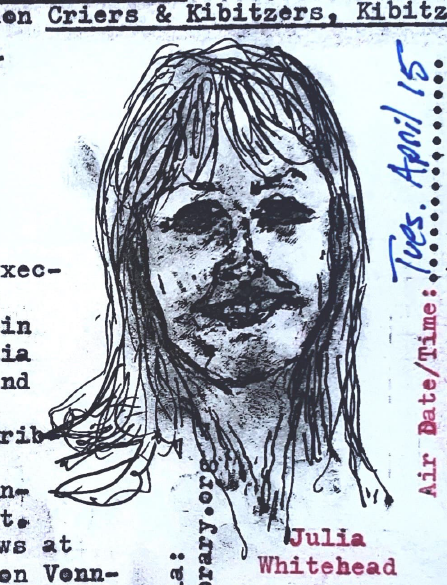 on Criers & Kibitzers, Kibitz
xec-
in
ia
nd
rib
n-
t.
ws at
on Vonn-
a:
rary.org
Julia
Whitehead
Air Date/Time:
Tues. April 15